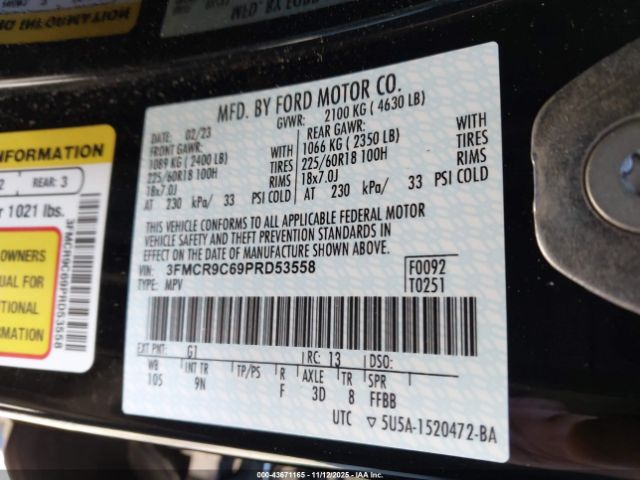 MFD. BY FORD MOTOR CO.
DATE: 02/23 GVWR: 2100 KG ( 4630 LB)
FRONT GAWR: REAR GAWR:
1089 KG ( 2400 LB) WITH 1066 KG ( 2350 LB) WITH
225/60R18 100H TIRES 225/60R18 100H TIRES
18x7.0J RIMS 18x7.0J RIMS
AT 230 kPa/ 33 PSI COLD AT 230 kPa/ 33 PSI COLD
THIS VEHICLE CONFORMS TO ALL APPLICABLE FEDERAL MOTOR
VEHICLE SAFETY AND THEFT PREVENTION STANDARDS IN
EFFECT ON THE DATE OF MANUFACTURE SHOWN ABOVE.
VIN: 3FMCR9C69PRD53558 F0092
TYPE: MPV T0251
EXT PNT: G1 RC: 13 DSO:
WB INT TR TP/PS R AXLE TR SPR
105 9N F 3D 8 FFBB
UTC 5U5A-1520472-BA
INFORMATION
2 REAR: 3
r 1021 lbs.
OWNERS
UAL FOR
TIONAL
MATION
3FMCR9C69PRD53558
000-43671165 - 11/12/2025 - IAAI.com